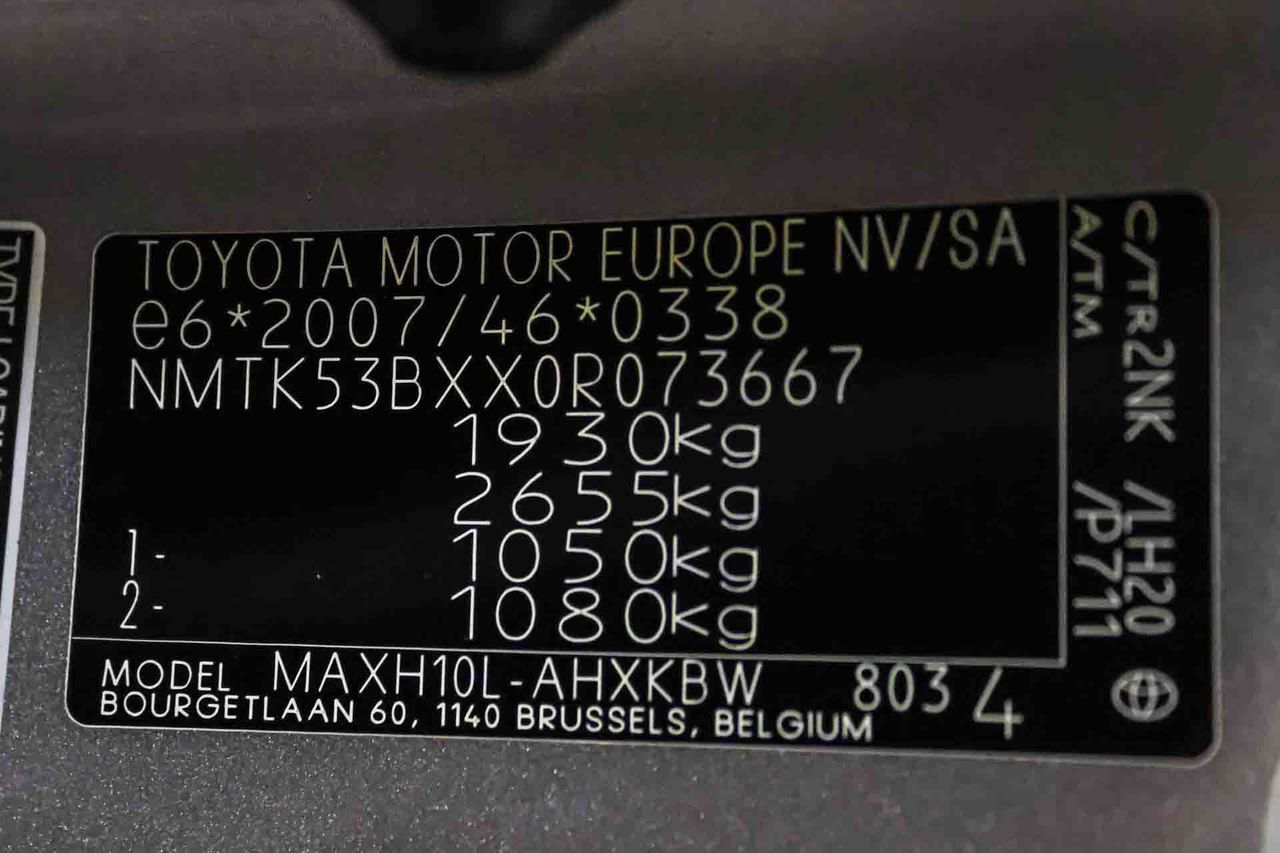 TOYOTA MOTOR EUROPE NV/SA
e6*2007/46*0338
NMTK53BXX0R073667
1930kg
2655kg
1- 1050kg
2- 1080kg
MODEL MAXH10L-AHXKBW 803 4
BOURGETLAAN 60, 1140 BRUSSELS, BELGIUM
C/TR2NK /LH20
A/TM /P711